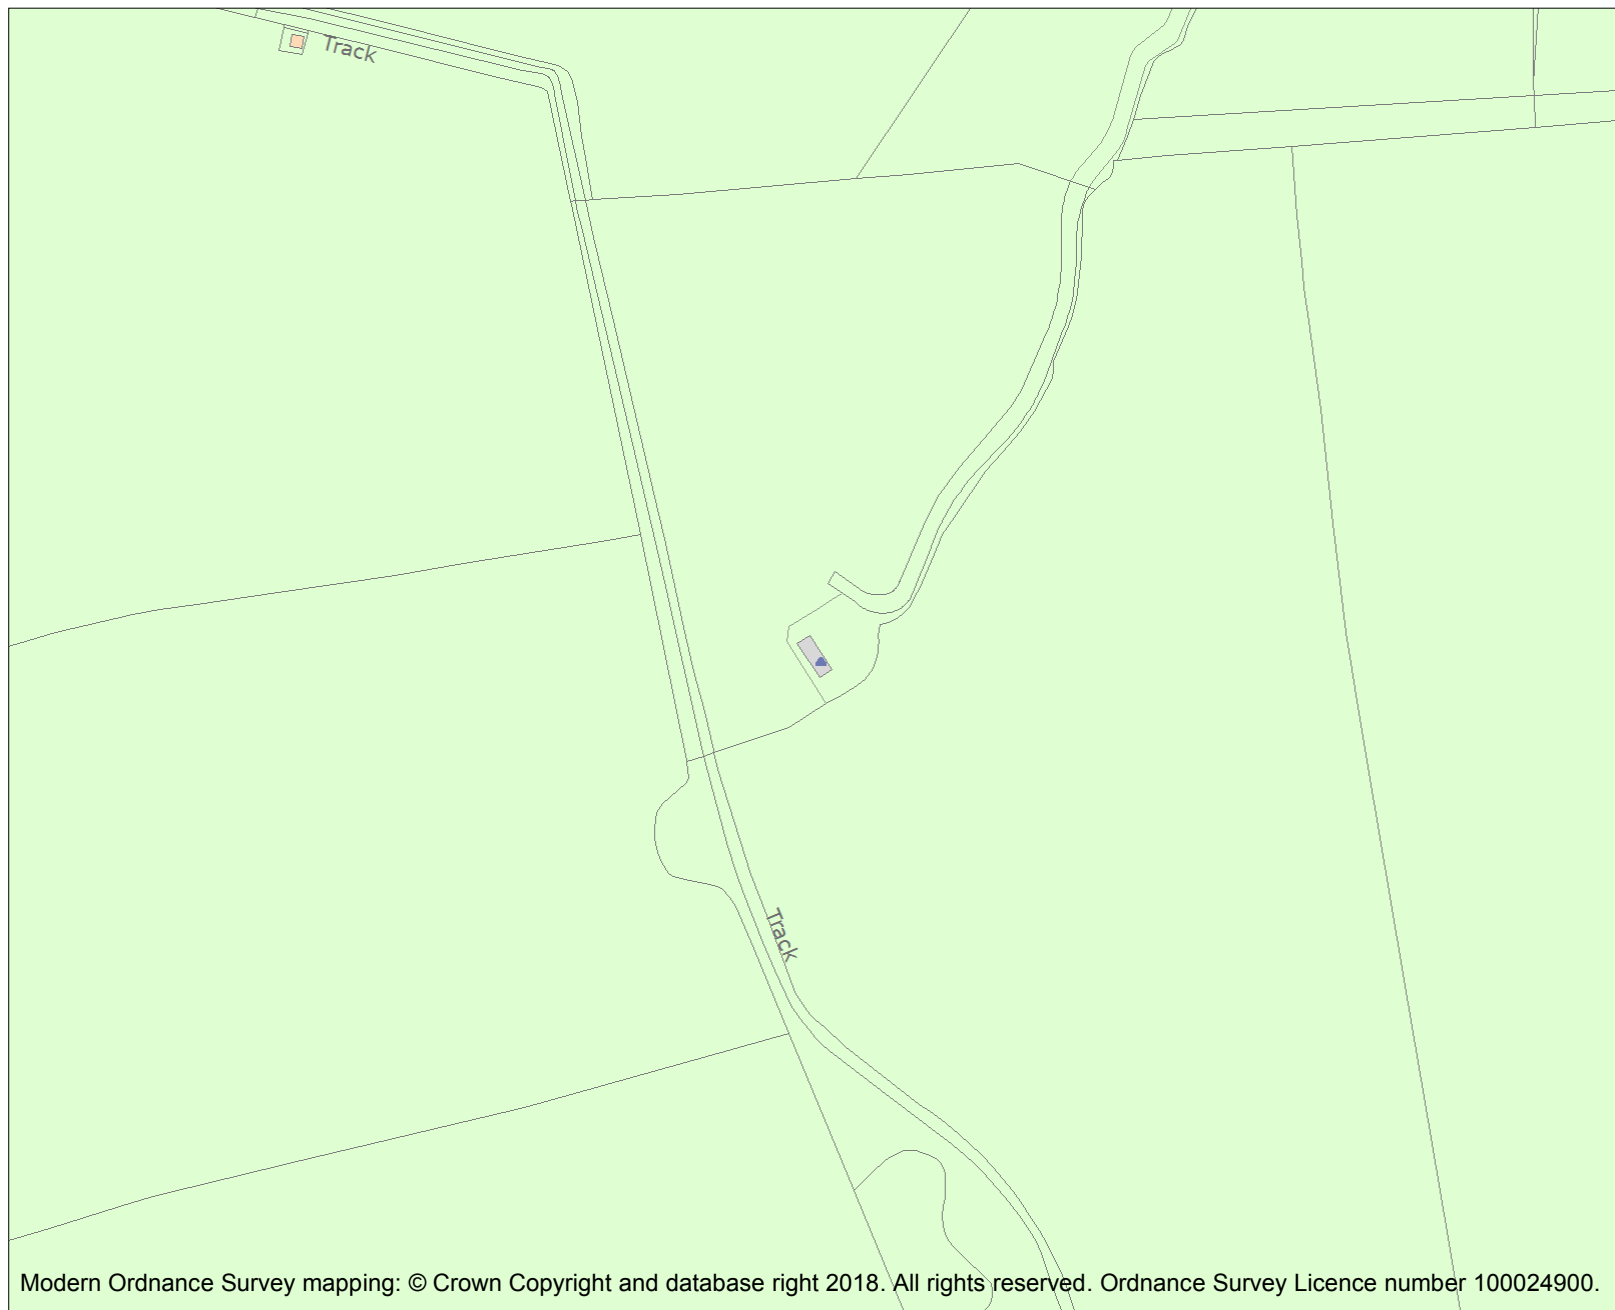 Track
Track
Modern Ordnance Survey mapping: © Crown Copyright and database right 2018. All rights reserved. Ordnance Survey Licence number 100024900.